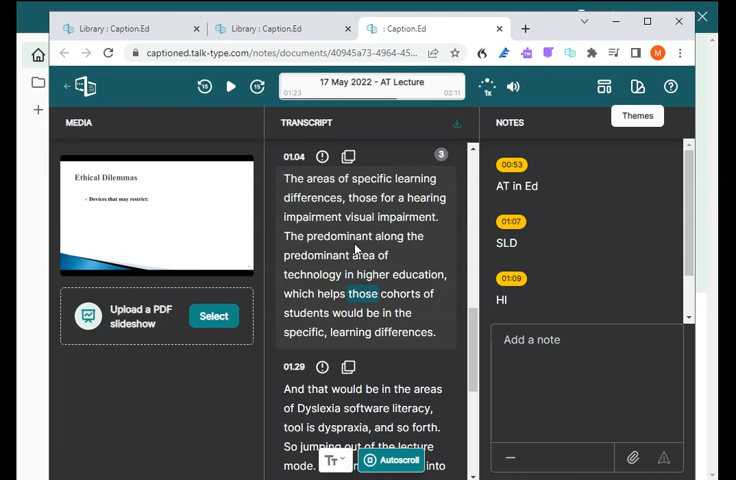 Library : Caption.Ed
Library : Caption.Ed
: Caption.Ed
captioned.talk-type.com/notes/documents/40945a73-4964-45...
M
15
15
17 May 2022 - AT Lecture
01:23
02:11
1x
Themes
MEDIA
TRANSCRIPT
NOTES
Ethical Dilemmas
Devices that may restrict:
Upload a PDF
slideshow
Select
01.04
3
The areas of specific learning
differences, those for a hearing
impairment visual impairment.
The predominant along the
predominant area of
technology in higher education,
which helps those cohorts of
students would be in the
specific, learning differences.
01.29
And that would be in the areas
of Dyslexia software literacy,
tool is dyspraxia, and so forth.
So jumping out of the lecture
mode.
into
TT
Autoscroll
00:53
AT in Ed
01:07
SLD
01:09
HI
Add a note